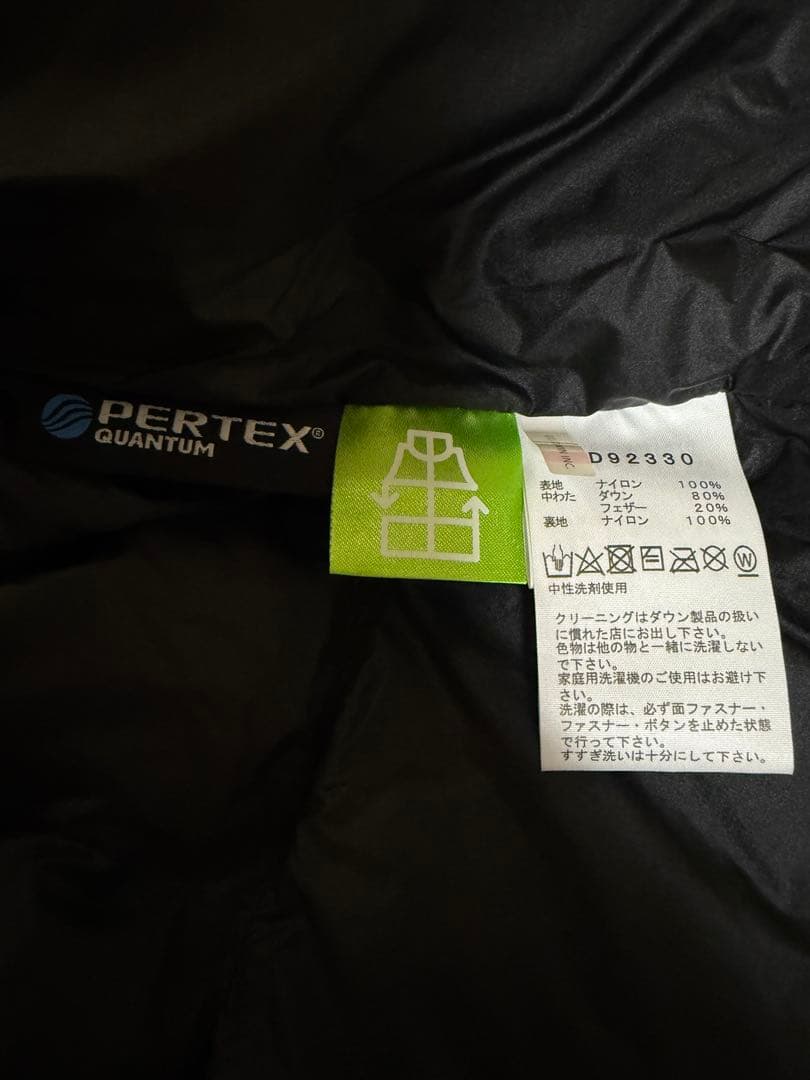 PERTEX®
QUANTUM
D92330
表地 ナイロン 100%
中わた ダウン 80%
フェザー 20%
裏地 ナイロン 100%
中性洗剤使用
クリーニングはダウン製品の扱い
に慣れた店にお出し下さい。
色物は他の物と一緒に洗濯しない
で下さい。
家庭用洗濯機のご使用はお避け下
さい。
洗濯の際は、必ず面ファスナー・
ファスナー・ボタンを止めた状態
で行って下さい。
すすぎ洗いは十分にして下さい。